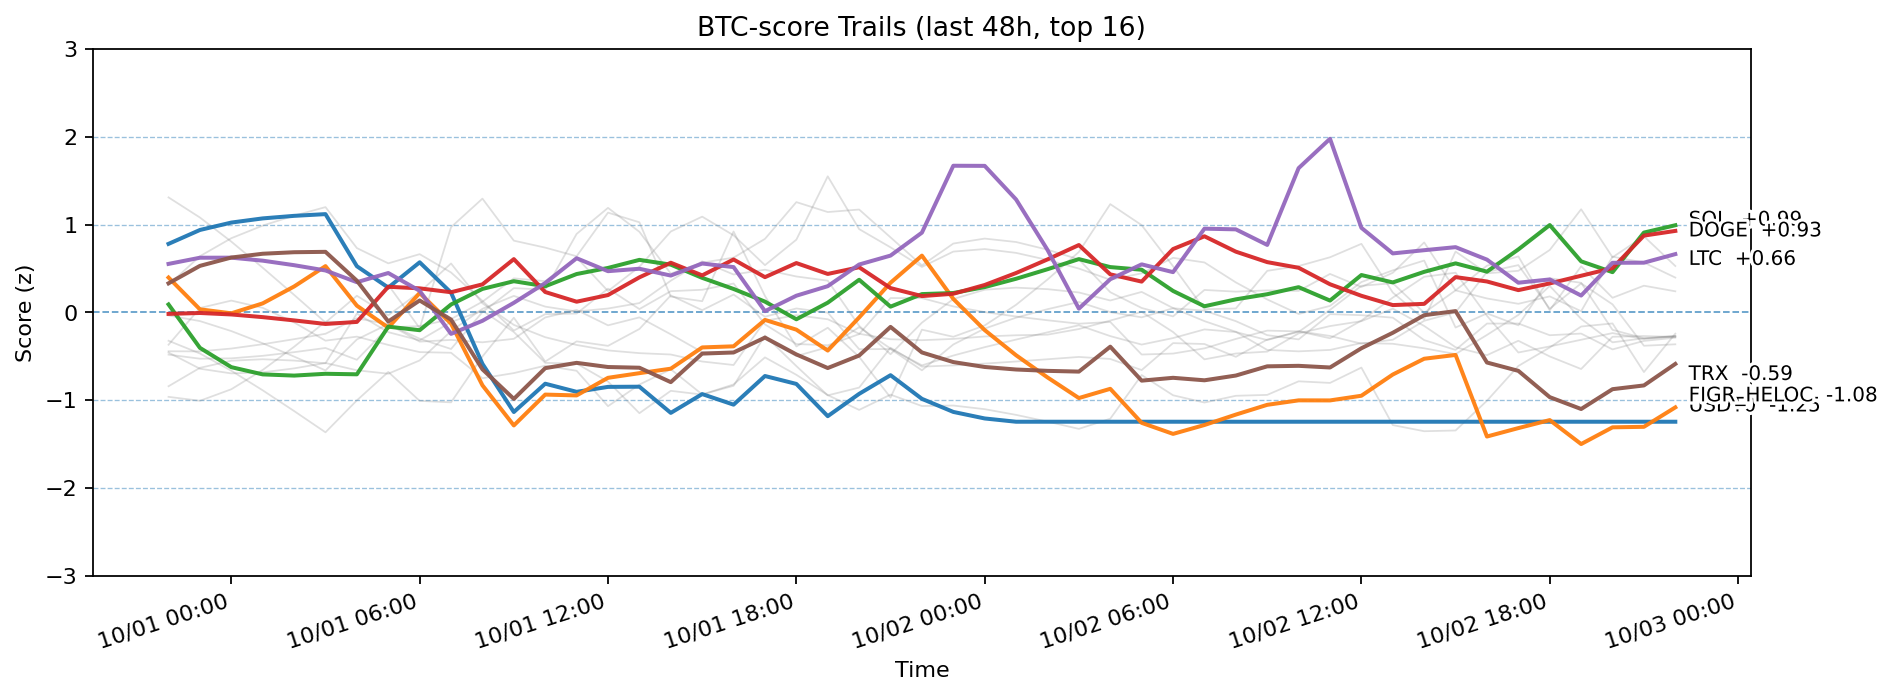 BTC-score Trails (last 48h, top 16)
Score (z)
3
2
1
0
−1
−2
−3
SOL +0.99
DOGE +0.93
LTC +0.66
TRX -0.59
FIGR_HELOC -1.08
-1.25
10/01 00:00
10/01 06:00
10/01 12:00
10/01 18:00
10/02 00:00
10/02 06:00
10/02 12:00
10/02 18:00
10/03 00:00
Time